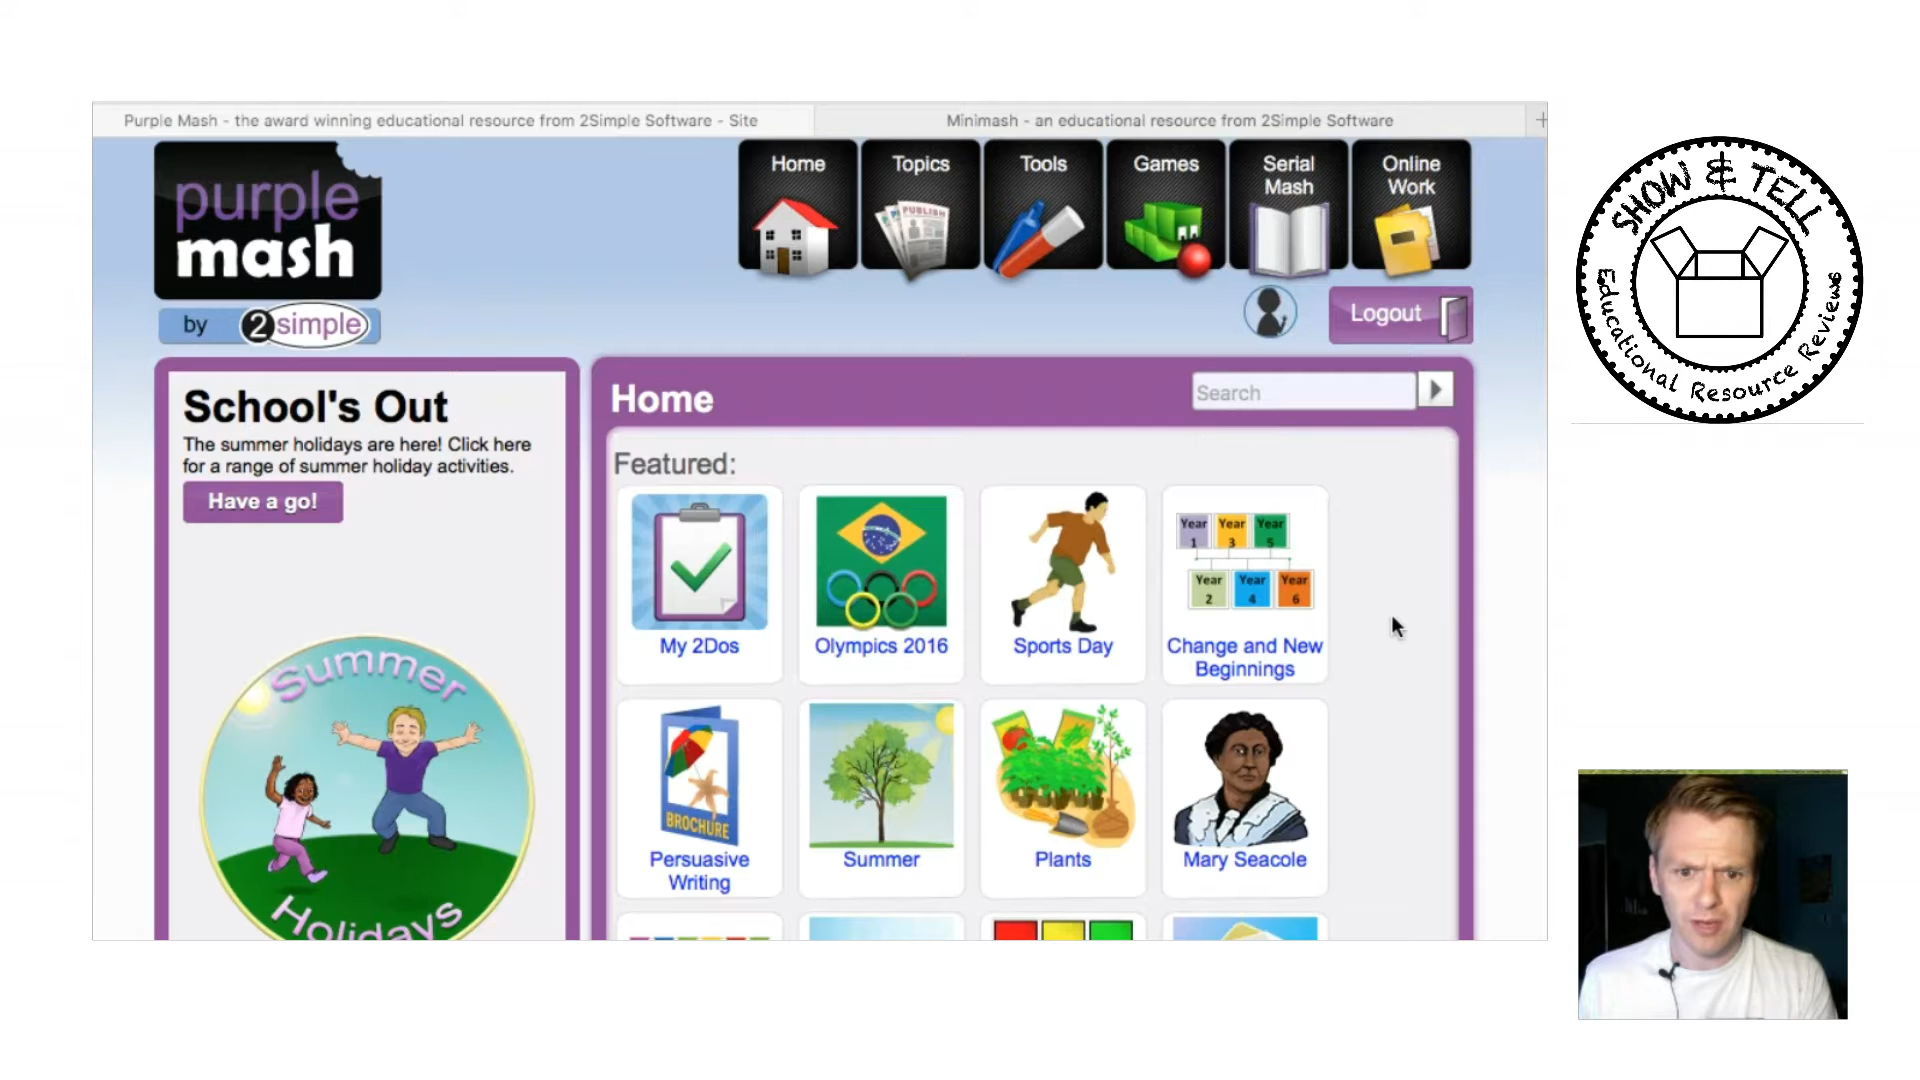 Purple Mash - the award winning educational resource from 2Simple Software - Site
Minimash - an educational resource from 2Simple Software
+
purple
mash
by 2simple
Home
Topics
Tools
Games
Serial
Mash
Online
Work
PUBLISH
Logout
School's Out
The summer holidays are here! Click here
for a range of summer holiday activities.
Have a go!
Summer
Holidays
Home
Search
Featured:
My 2Dos
Olympics 2016
Sports Day
Year
1
Year
3
Year
5
Year
2
Year
4
Year
6
Change and New
Beginnings
BROCHURE
Persuasive
Writing
Summer
Plants
Mary Seacole
SHOW & TELL
Educational Resource Reviews